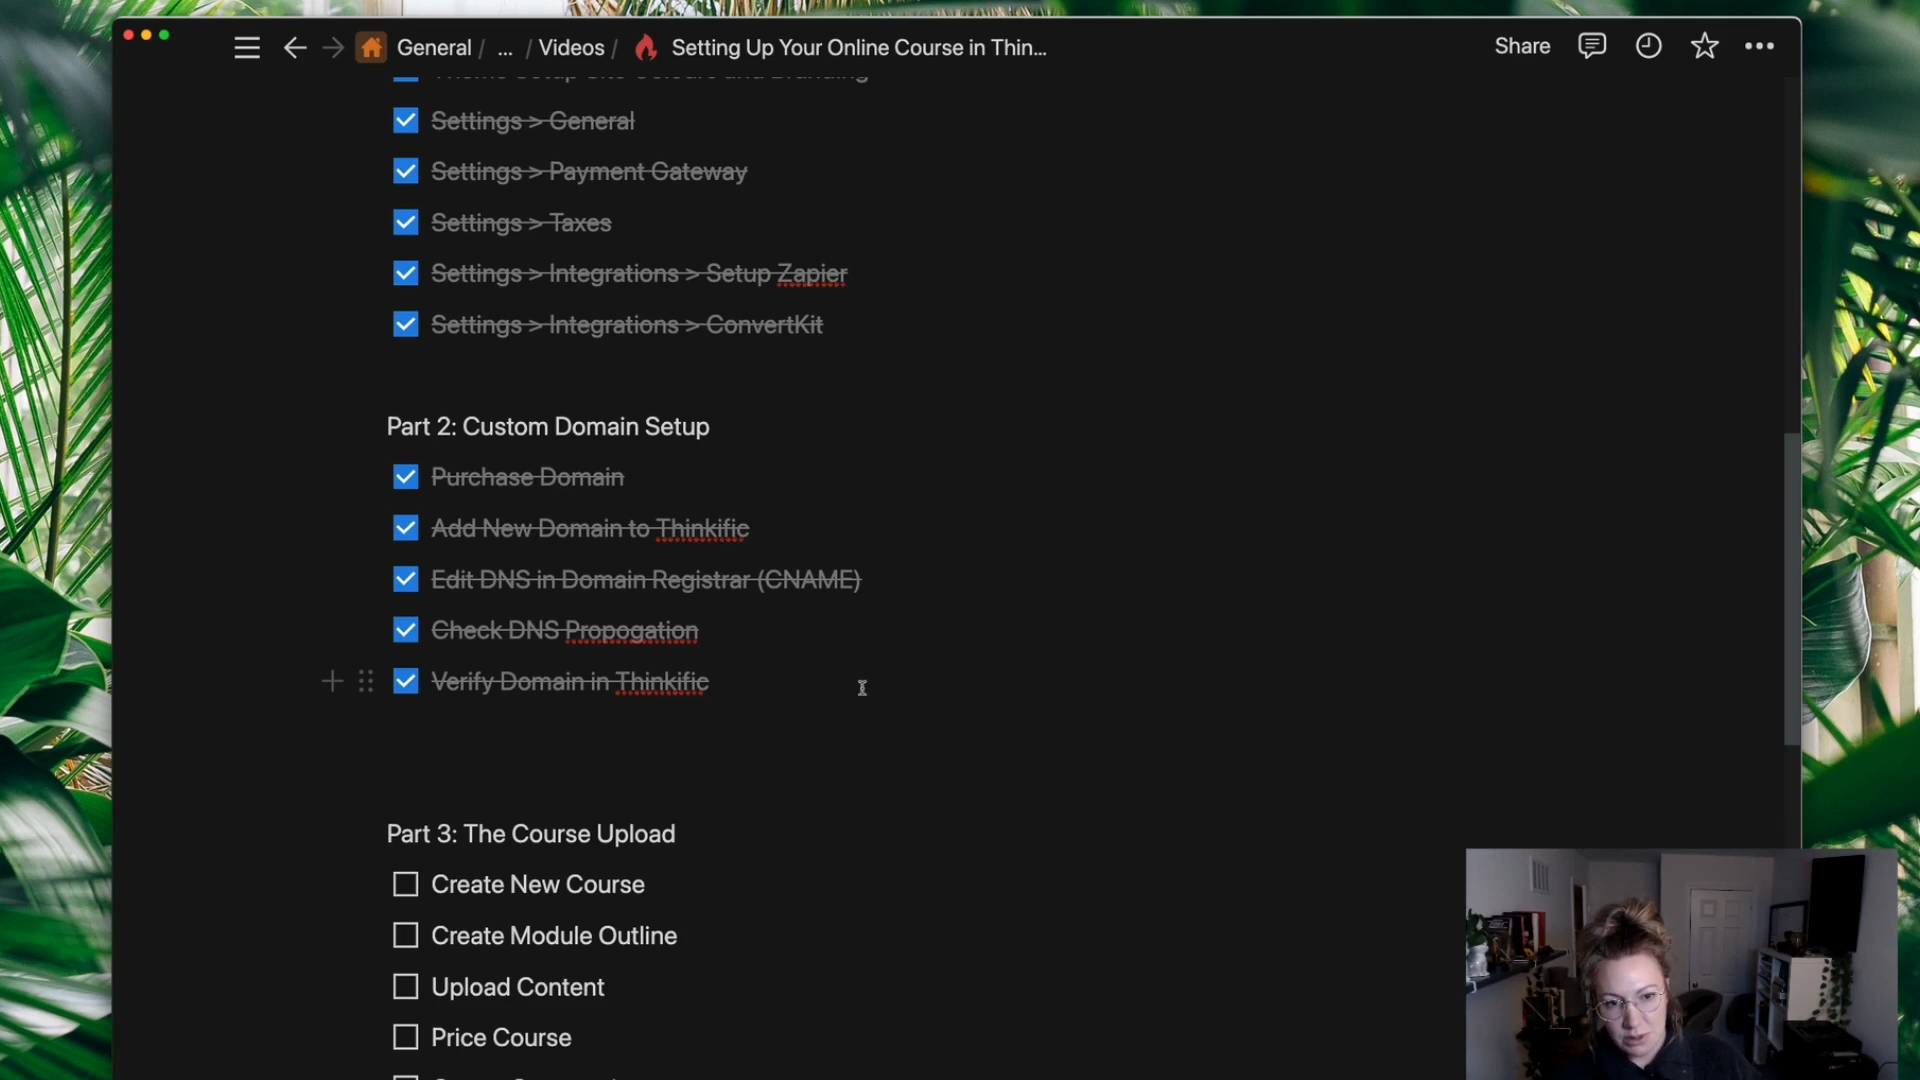 General / ... / Videos / Setting Up Your Online Course in Thin...
Share
Settings > General
Settings > Payment Gateway
Settings > Taxes
Settings > Integrations > Setup Zapier
Settings > Integrations > ConvertKit
Part 2: Custom Domain Setup
Purchase Domain
Add New Domain to Thinkific
Edit DNS in Domain Registrar (CNAME)
Check DNS Propogation
Verify Domain in Thinkific
Part 3: The Course Upload
Create New Course
Create Module Outline
Upload Content
Price Course